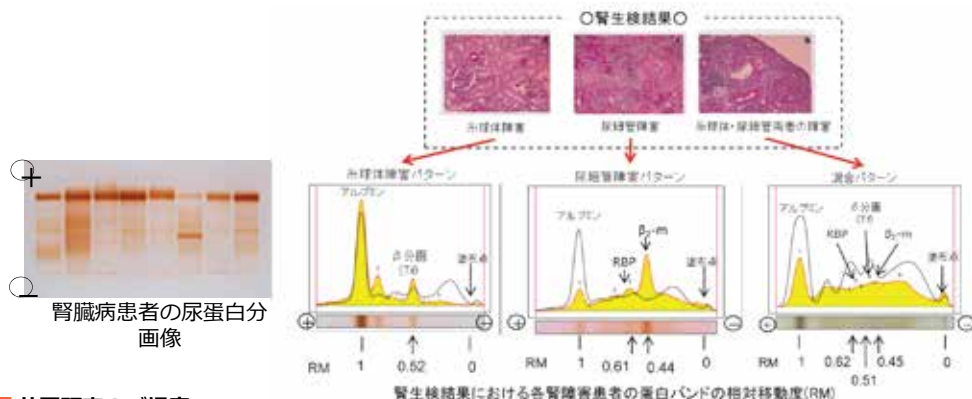 ○腎生検結果○
糸球体障害
尿細管障害
糸球体・尿細管両者の障害
糸球体障害パターン
尿細管障害パターン
混合パターン
アルブミン
β分画
(Tf)
塗布点
アルブミン
RBP
β₂-m
塗布点
アルブミン
RBP
β分画
(Tf)
β₂-m
塗布点
+
−
+
+
+
−
+
−
RM 1 0.52 0
RM 1 0.61 0.44 0
RM 1 0.62 0.45 0
0.51
腎臓病患者の尿蛋白分
画像
腎生検結果における各腎障害患者の蛋白バンドの相対移動度(RM)